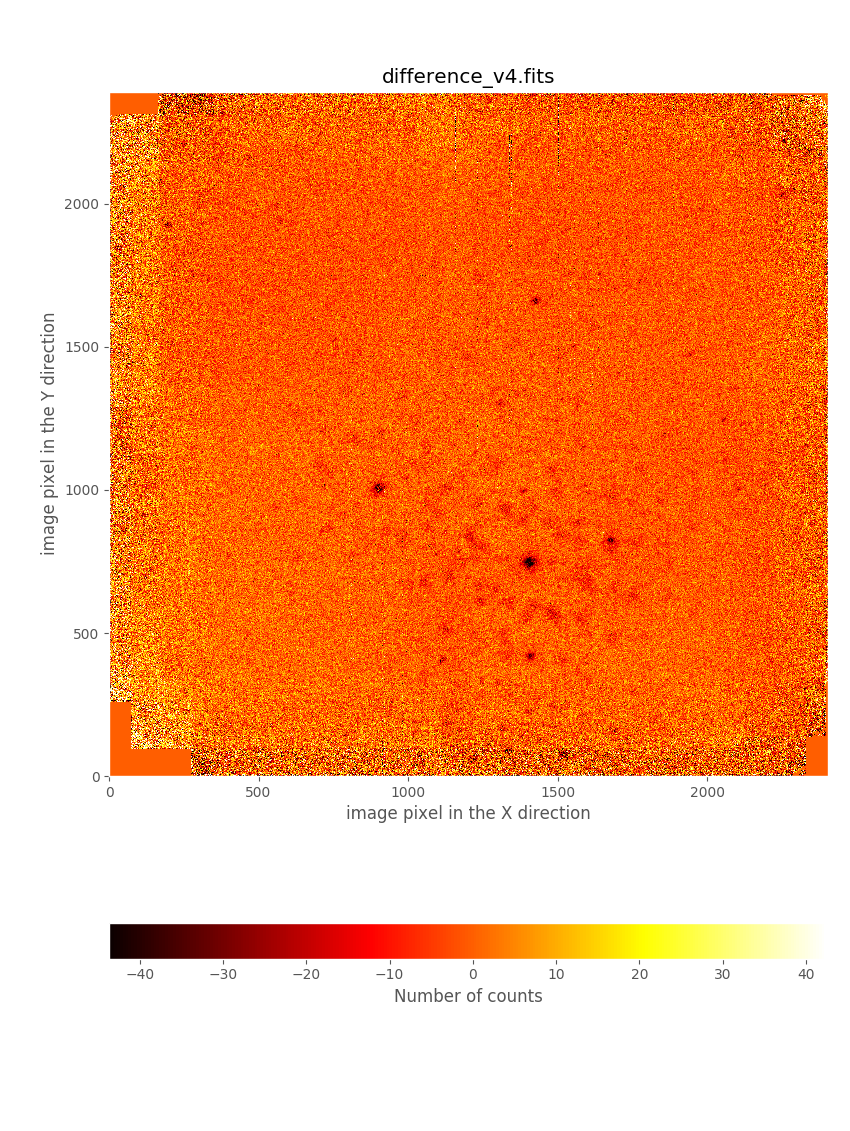 difference_v4.fits
2000
1500
1000
500
0
image pixel in the Y direction
0 500 1000 1500 2000
image pixel in the X direction
−40 −30 −20 −10 0 10 20 30 40
Number of counts